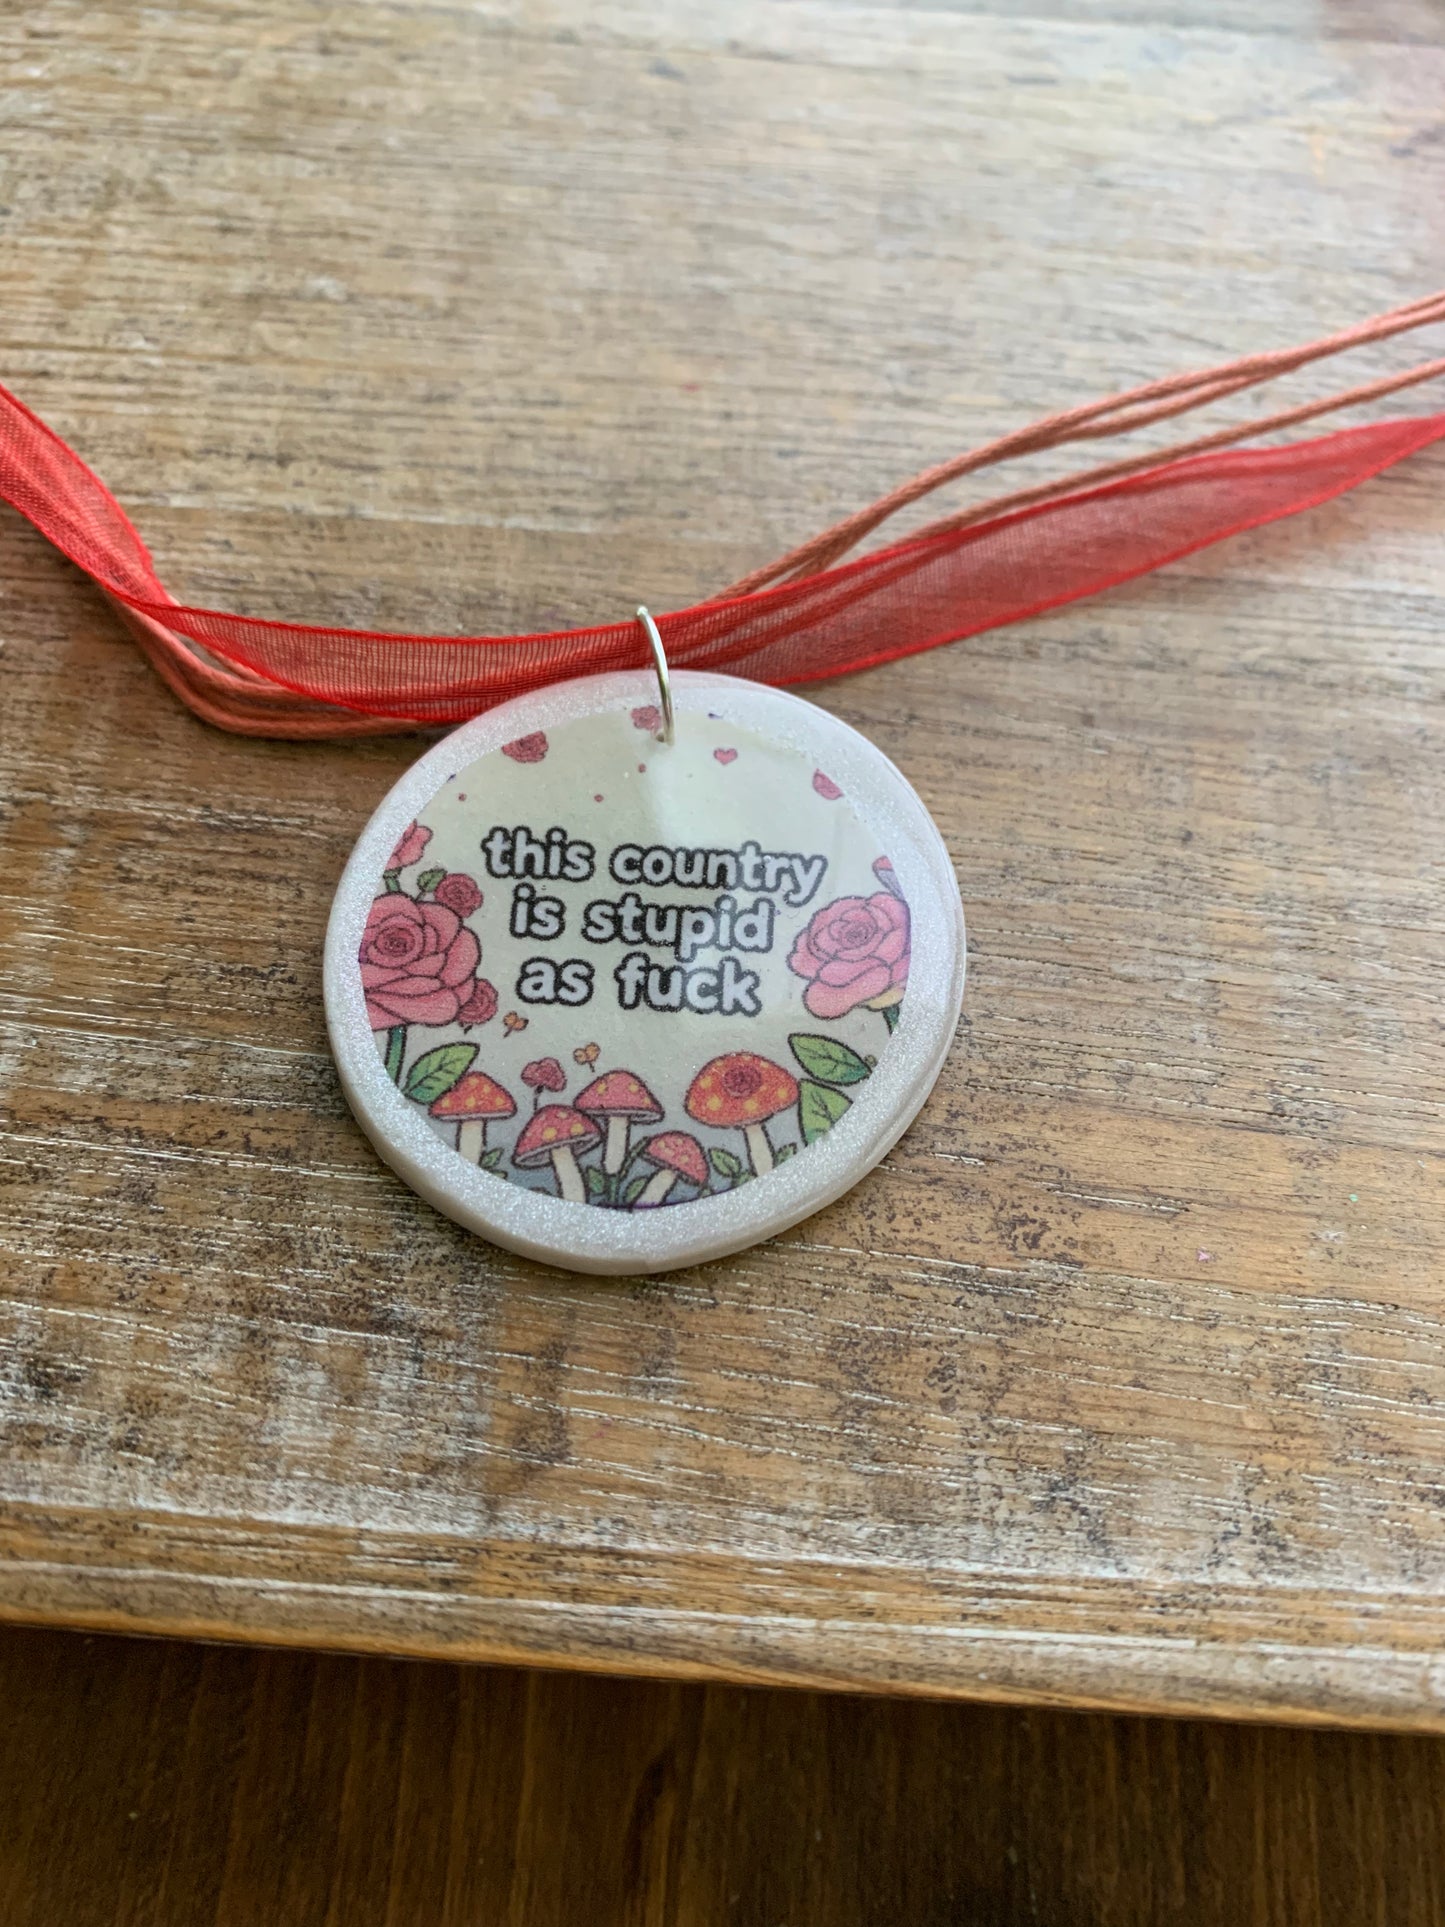 this country
is stupid
as fuck